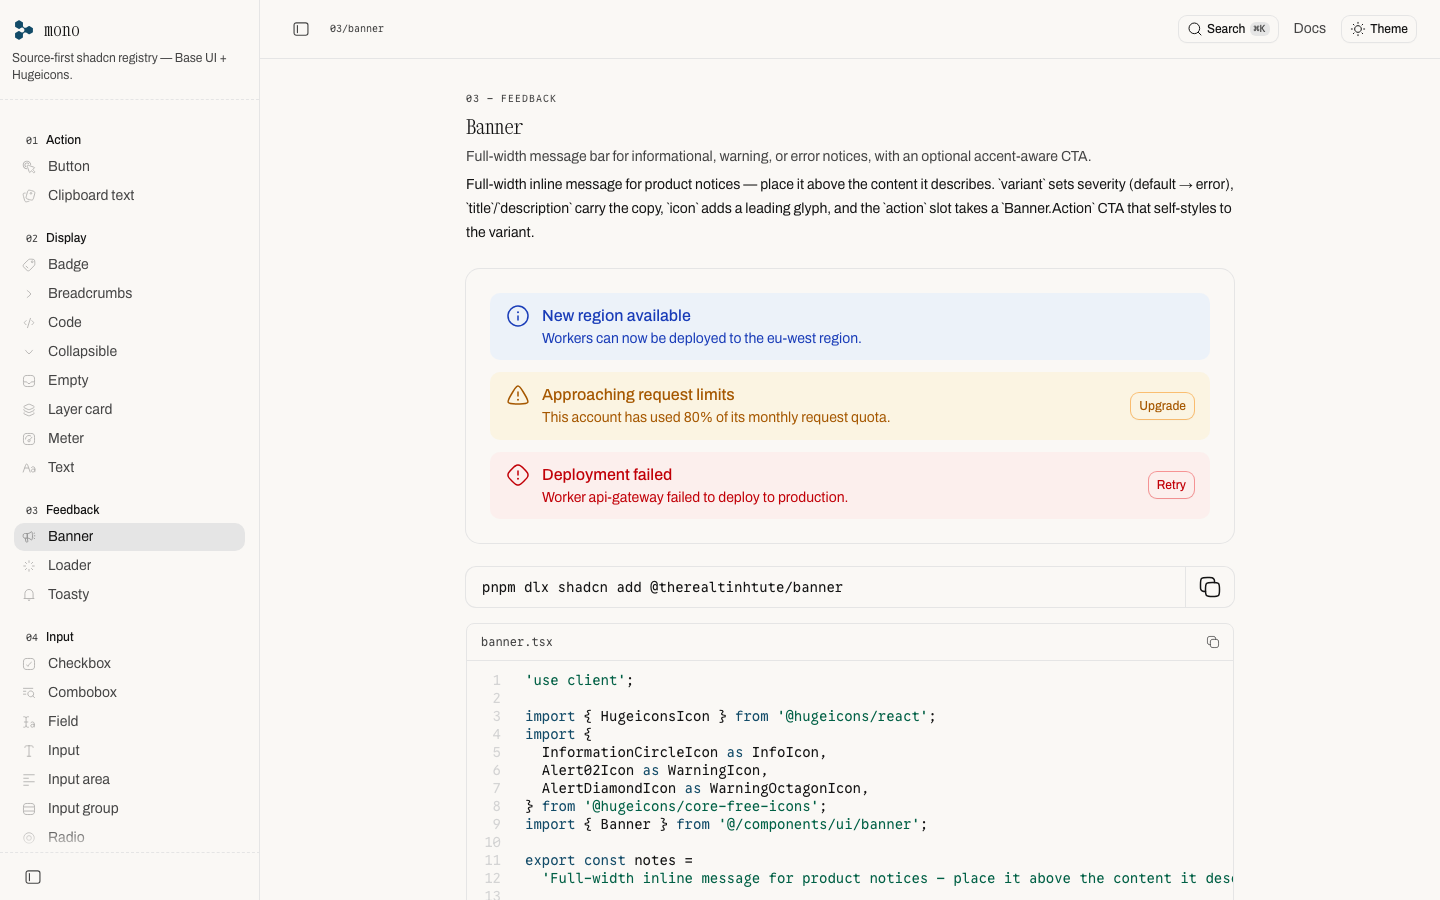 mono
Source-first shadcn registry — Base UI +
Hugeicons.
01 Action
Button
Clipboard text
02 Display
Badge
Breadcrumbs
Code
Collapsible
Empty
Layer card
Meter
Text
03 Feedback
Banner
Loader
Toasty
04 Input
Checkbox
Combobox
Field
Input
Input area
Input group
Radio
03/banner
Search ⌘K
Docs
Theme
03 — FEEDBACK
Banner
Full-width message bar for informational, warning, or error notices, with an optional accent-aware CTA.
Full-width inline message for product notices — place it above the content it describes. `variant` sets severity (default → error),
`title`/`description` carry the copy, `icon` adds a leading glyph, and the `action` slot takes a `Banner.Action` CTA that self-styles to
the variant.
New region available
Workers can now be deployed to the eu-west region.
Approaching request limits
This account has used 80% of its monthly request quota.
Upgrade
Deployment failed
Worker api-gateway failed to deploy to production.
Retry
pnpm dlx shadcn add @therealtinhtute/banner
banner.tsx
1 'use client';
2
3 import { HugeiconsIcon } from '@hugeicons/react';
4 import {
5 InformationCircleIcon as InfoIcon,
6 Alert02Icon as WarningIcon,
7 AlertDiamondIcon as WarningOctagonIcon,
8 } from '@hugeicons/core-free-icons';
9 import { Banner } from '@/components/ui/banner';
10
11 export const notes =
12 'Full-width inline message for product notices — place it above the content it desc
13